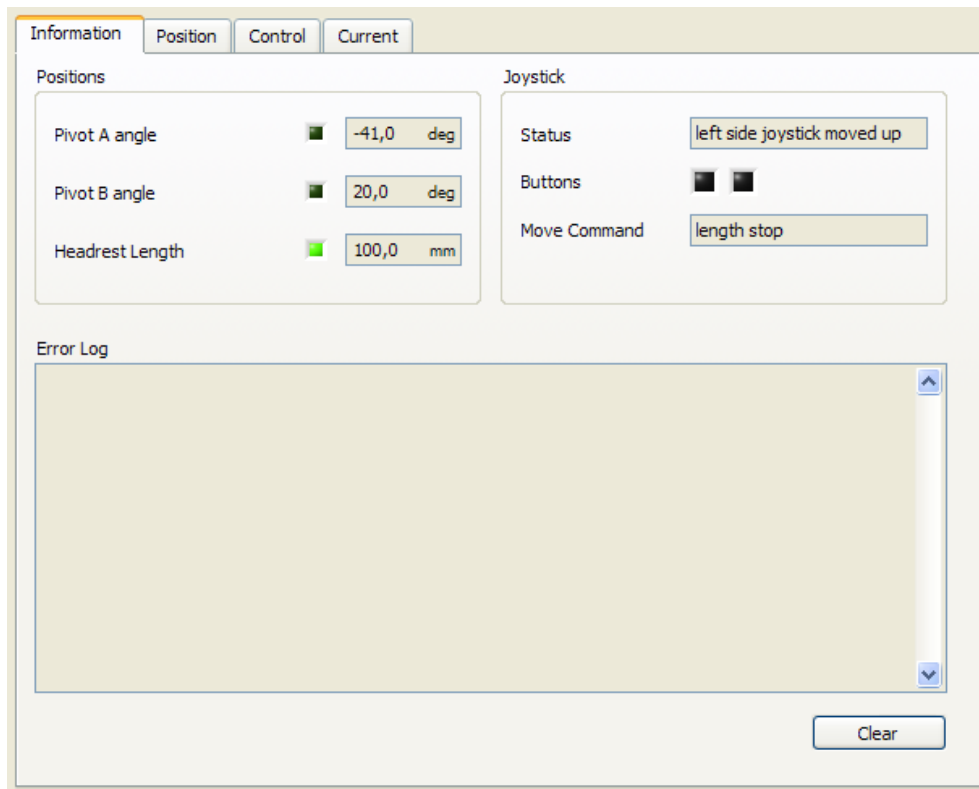 Information Position Control Current
Positions
Pivot A angle -41,0 deg
Pivot B angle 20,0 deg
Headrest Length 100,0 mm
Joystick
Status left side joystick moved up
Buttons
Move Command length stop
Error Log
Clear